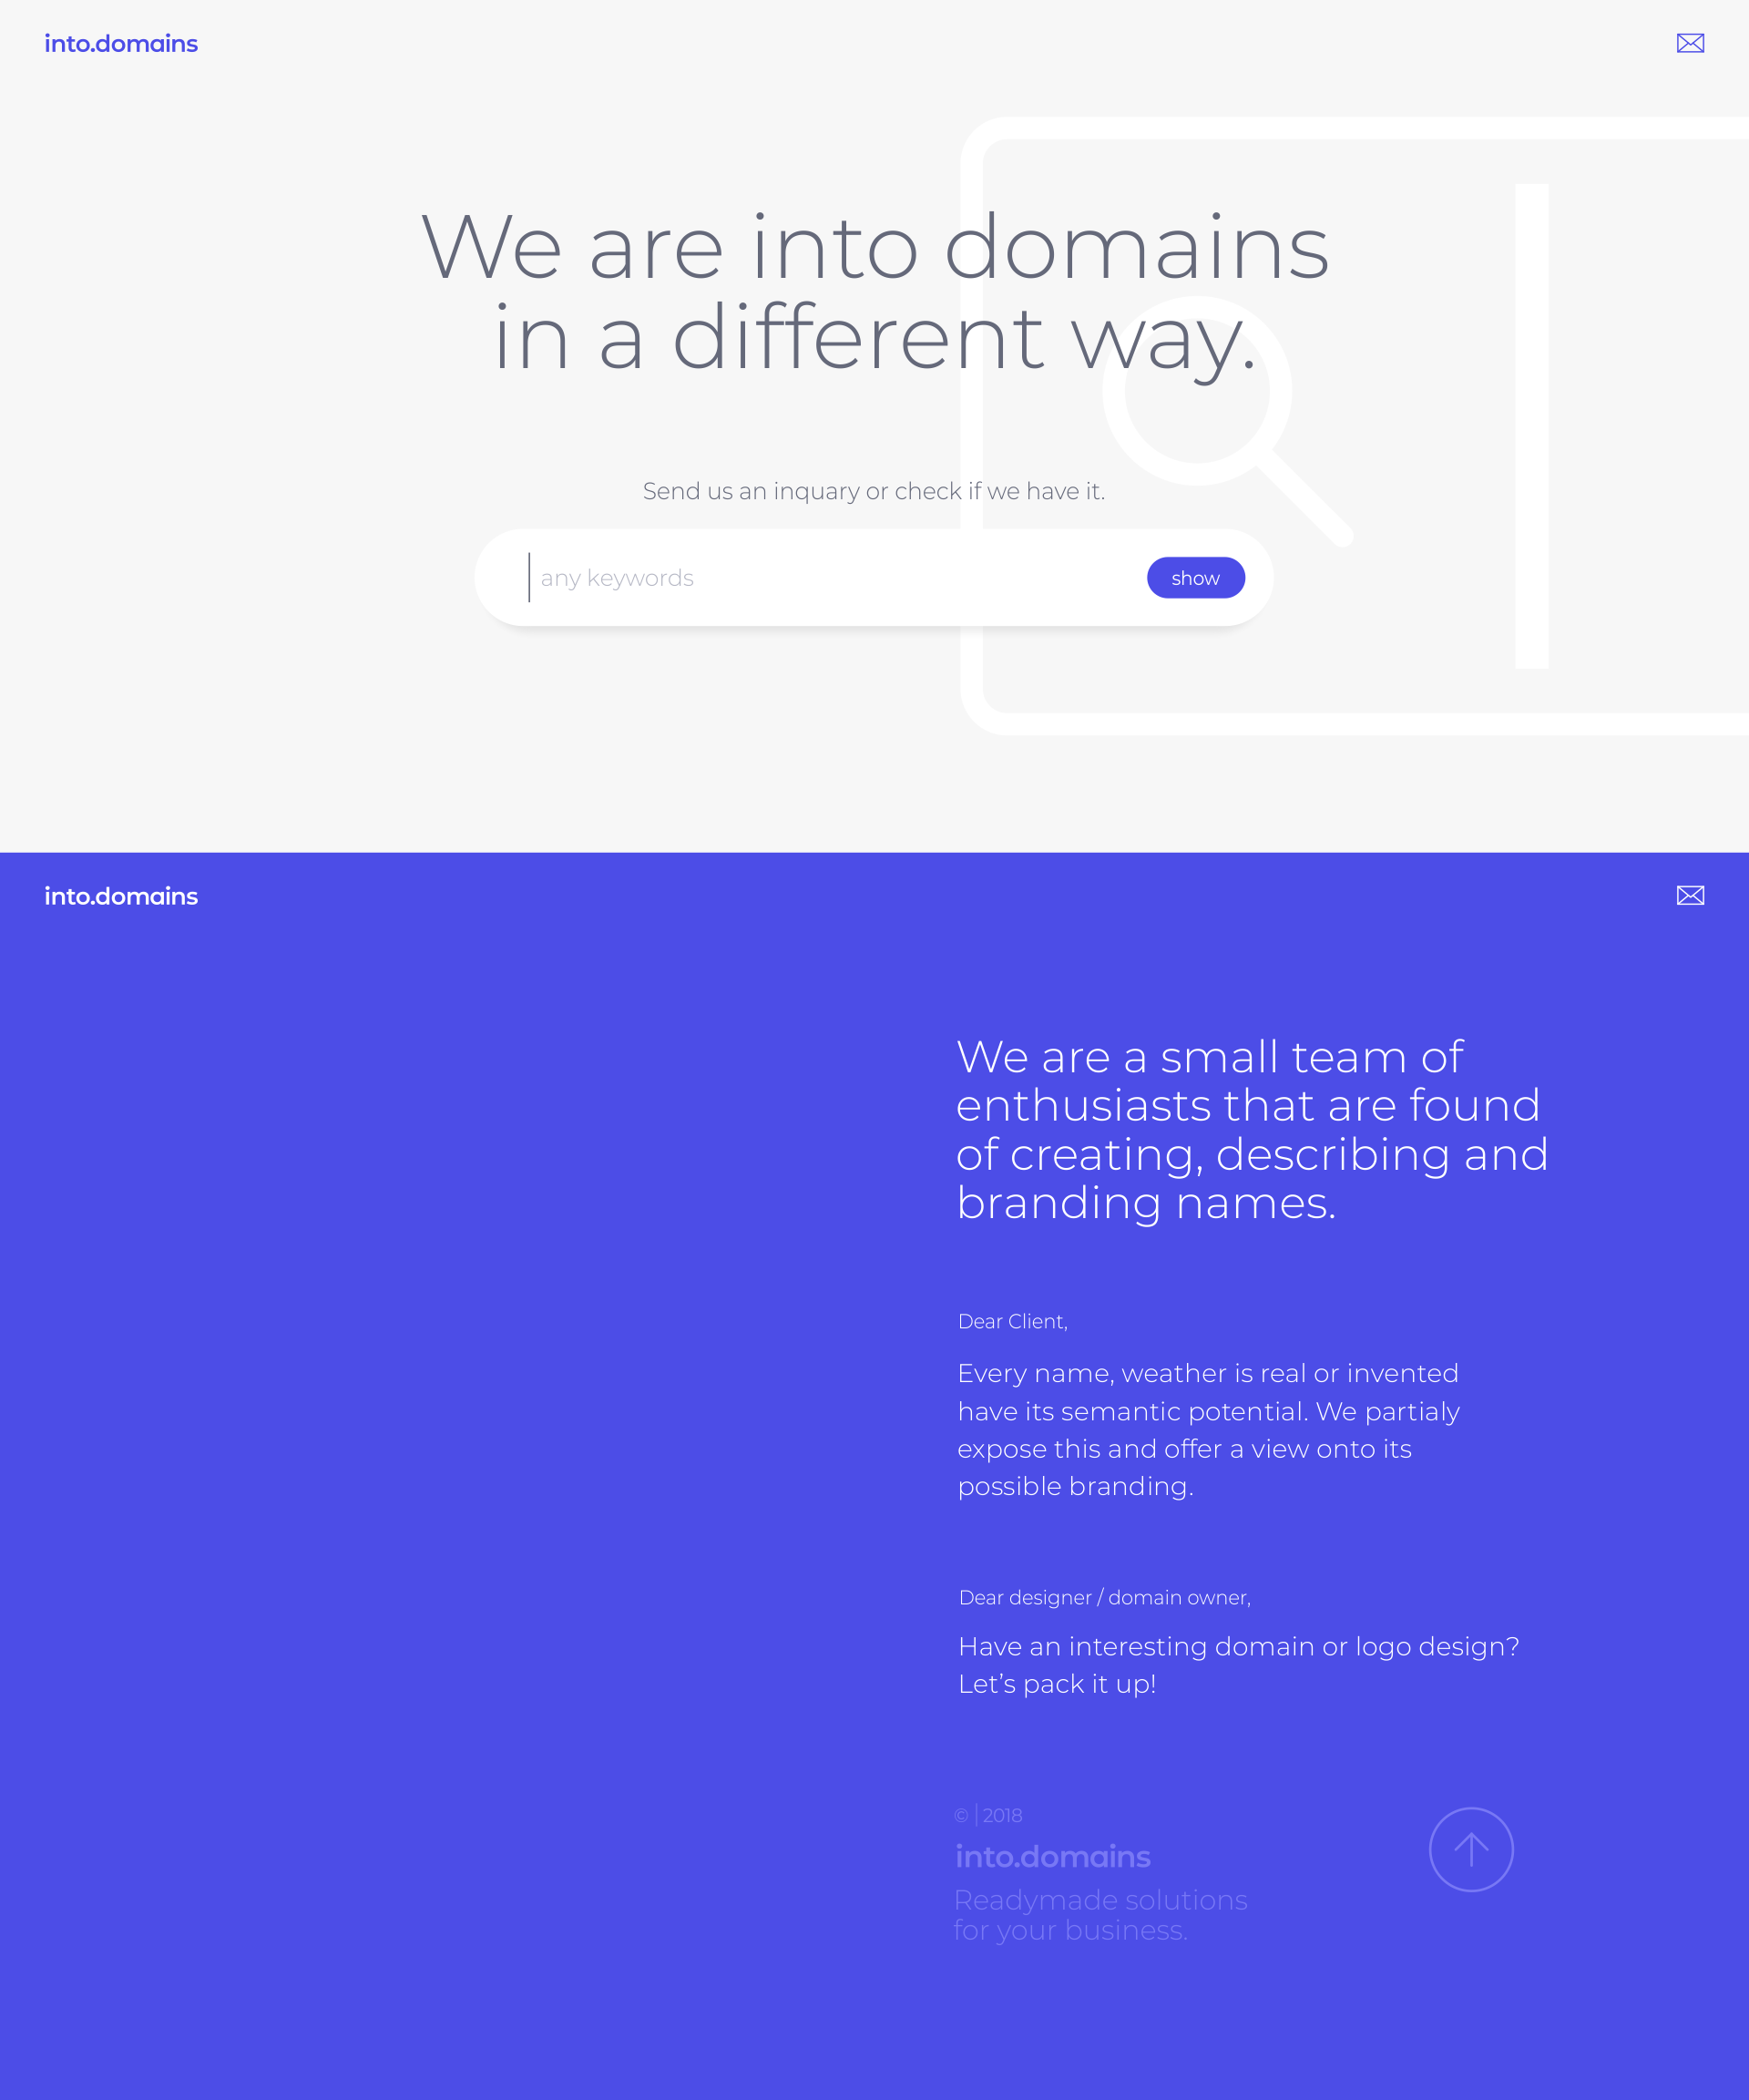 into.domains
We are into domains
in a different way.
Send us an inquary or check if we have it.
any keywords
show
into.domains
We are a small team of
enthusiasts that are found
of creating, describing and
branding names.
Dear Client,
Every name, weather is real or invented
have its semantic potential. We partialy
expose this and offer a view onto its
possible branding.
Dear designer / domain owner,
Have an interesting domain or logo design?
Let’s pack it up!
© | 2018
into.domains
Readymade solutions
for your business.